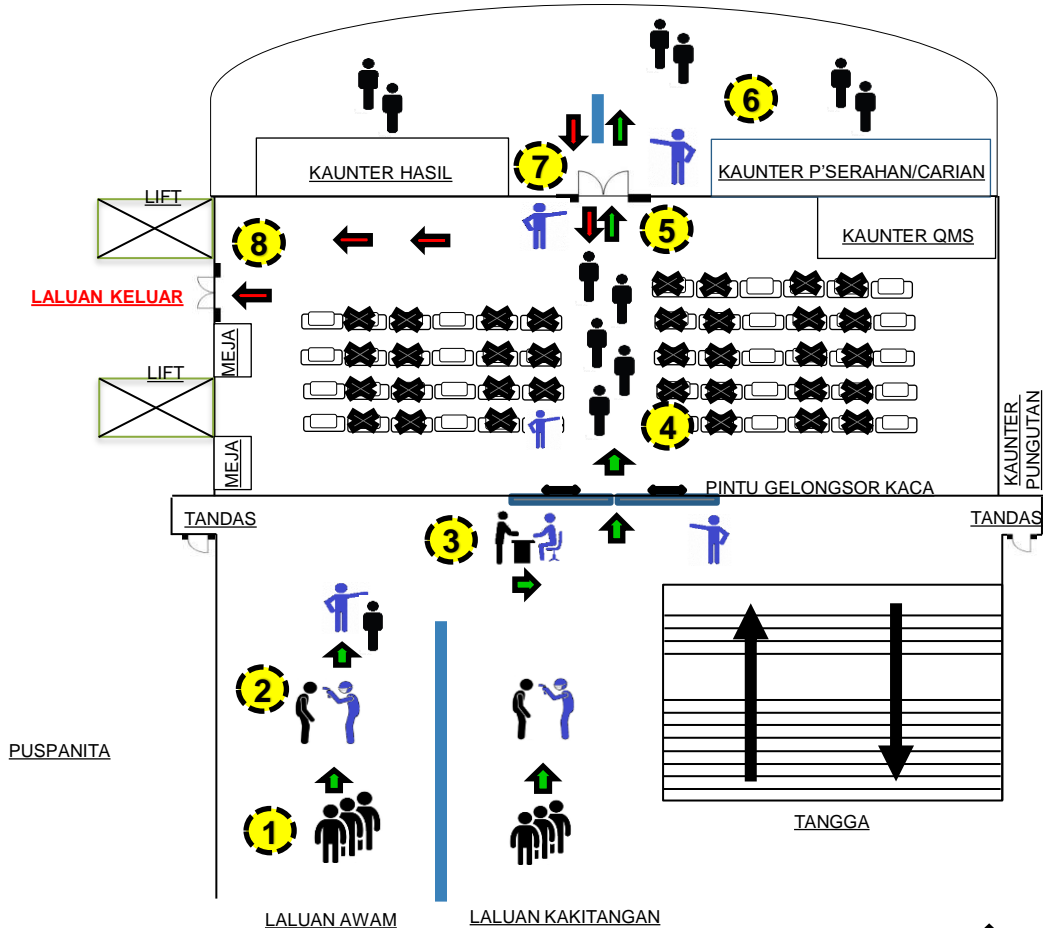 6
7
KAUNTER HASIL
KAUNTER P'SERAHAN/CARIAN
LIFT
8
5
KAUNTER QMS
LALUAN KELUAR
MEJA
LIFT
4
MEJA
KAUNTER
PUNGUTAN
PINTU GELONGSOR KACA
TANDAS
3
TANDAS
2
PUSPANITA
1
TANGGA
LALUAN AWAM
LALUAN KAKITANGAN